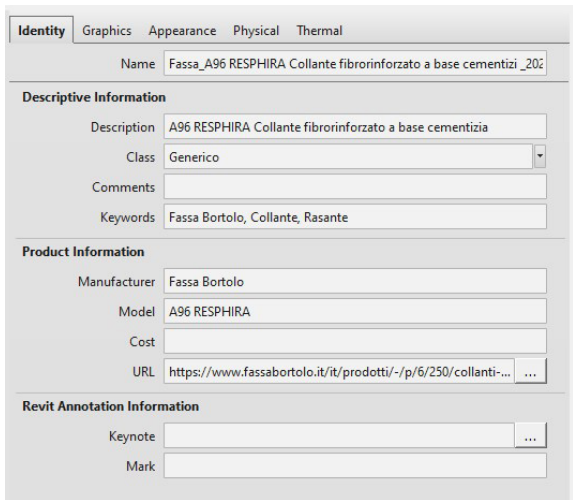 Identity Graphics Appearance Physical Thermal
Name Fassa_A96 RESPHIRA Collante fibrorinforzato a base cementizi _202
Descriptive Information
Description A96 RESPHIRA Collante fibrorinforzato a base cementizia
Class Generico
Comments
Keywords Fassa Bortolo, Collante, Rasante
Product Information
Manufacturer Fassa Bortolo
Model A96 RESPHIRA
Cost
URL https://www.fassabortolo.it/it/prodotti/-/p/6/250/collanti-... ...
Revit Annotation Information
Keynote ...
Mark